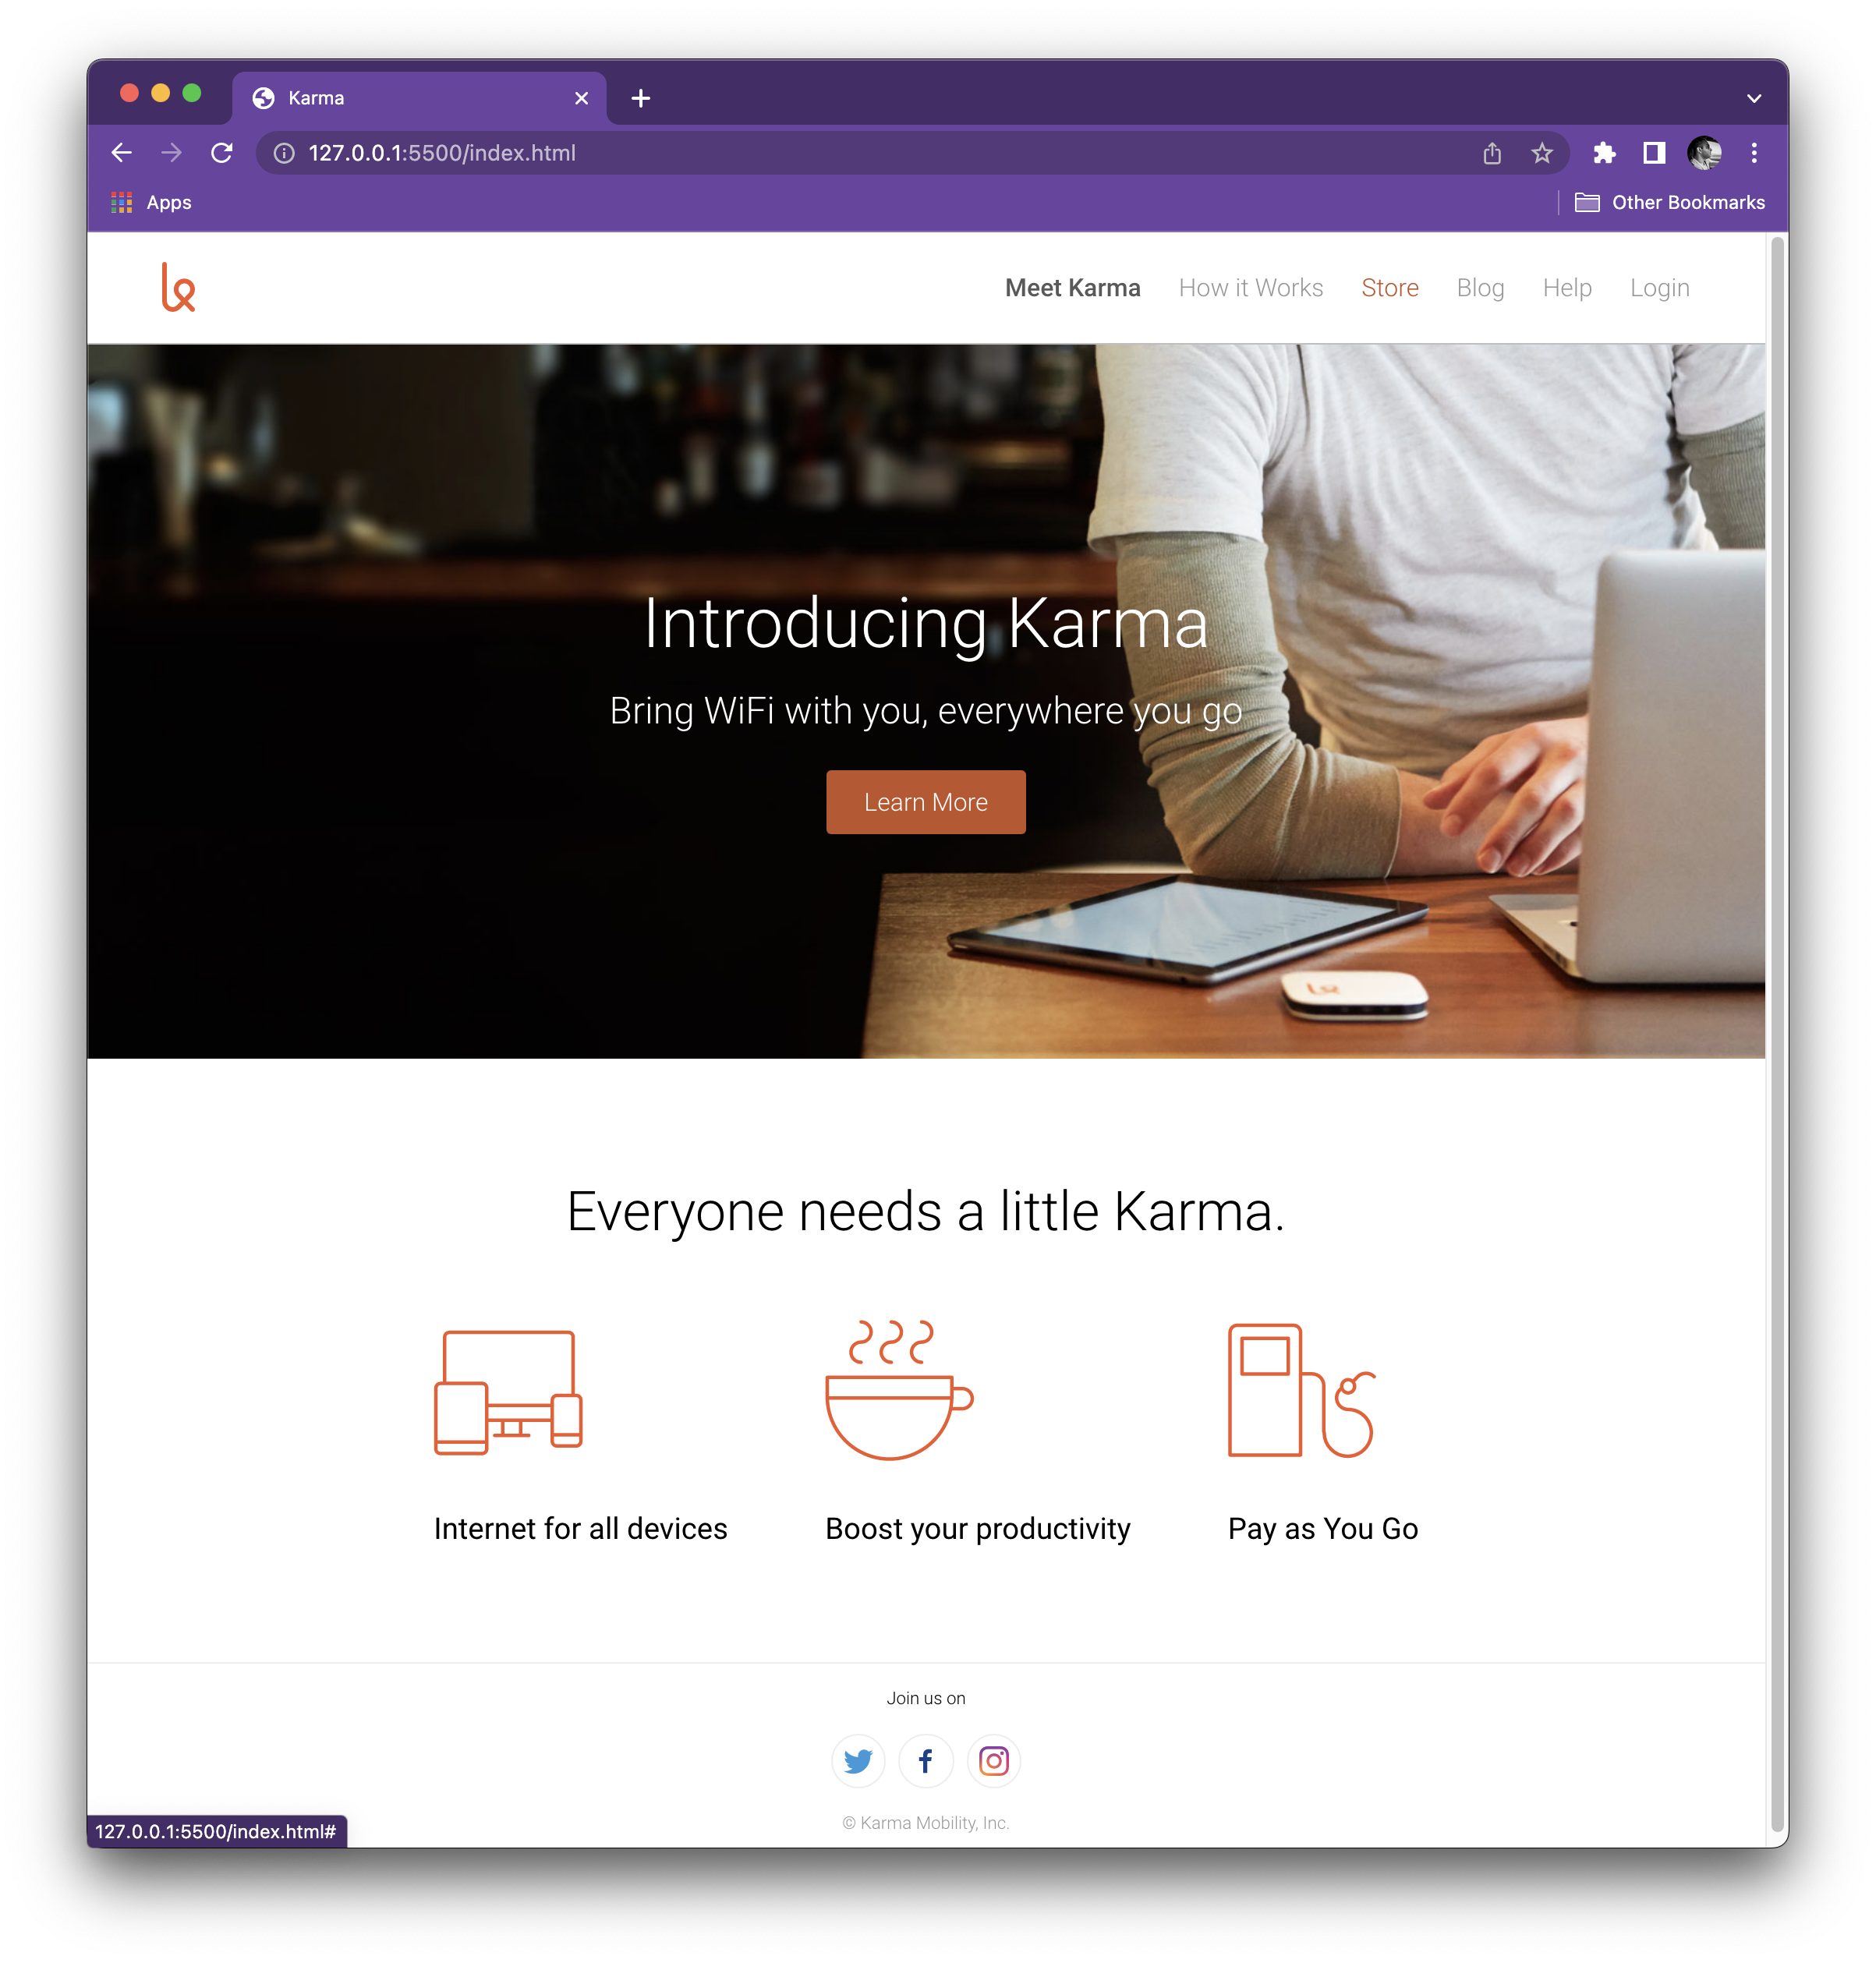 Karma
127.0.0.1:5500/index.html
Apps
Other Bookmarks
Meet Karma How it Works Store Blog Help Login
Introducing Karma
Bring WiFi with you, everywhere you go
Learn More
Everyone needs a little Karma.
Internet for all devices
Boost your productivity
Pay as You Go
Join us on
© Karma Mobility, Inc.
127.0.0.1:5500/index.html#